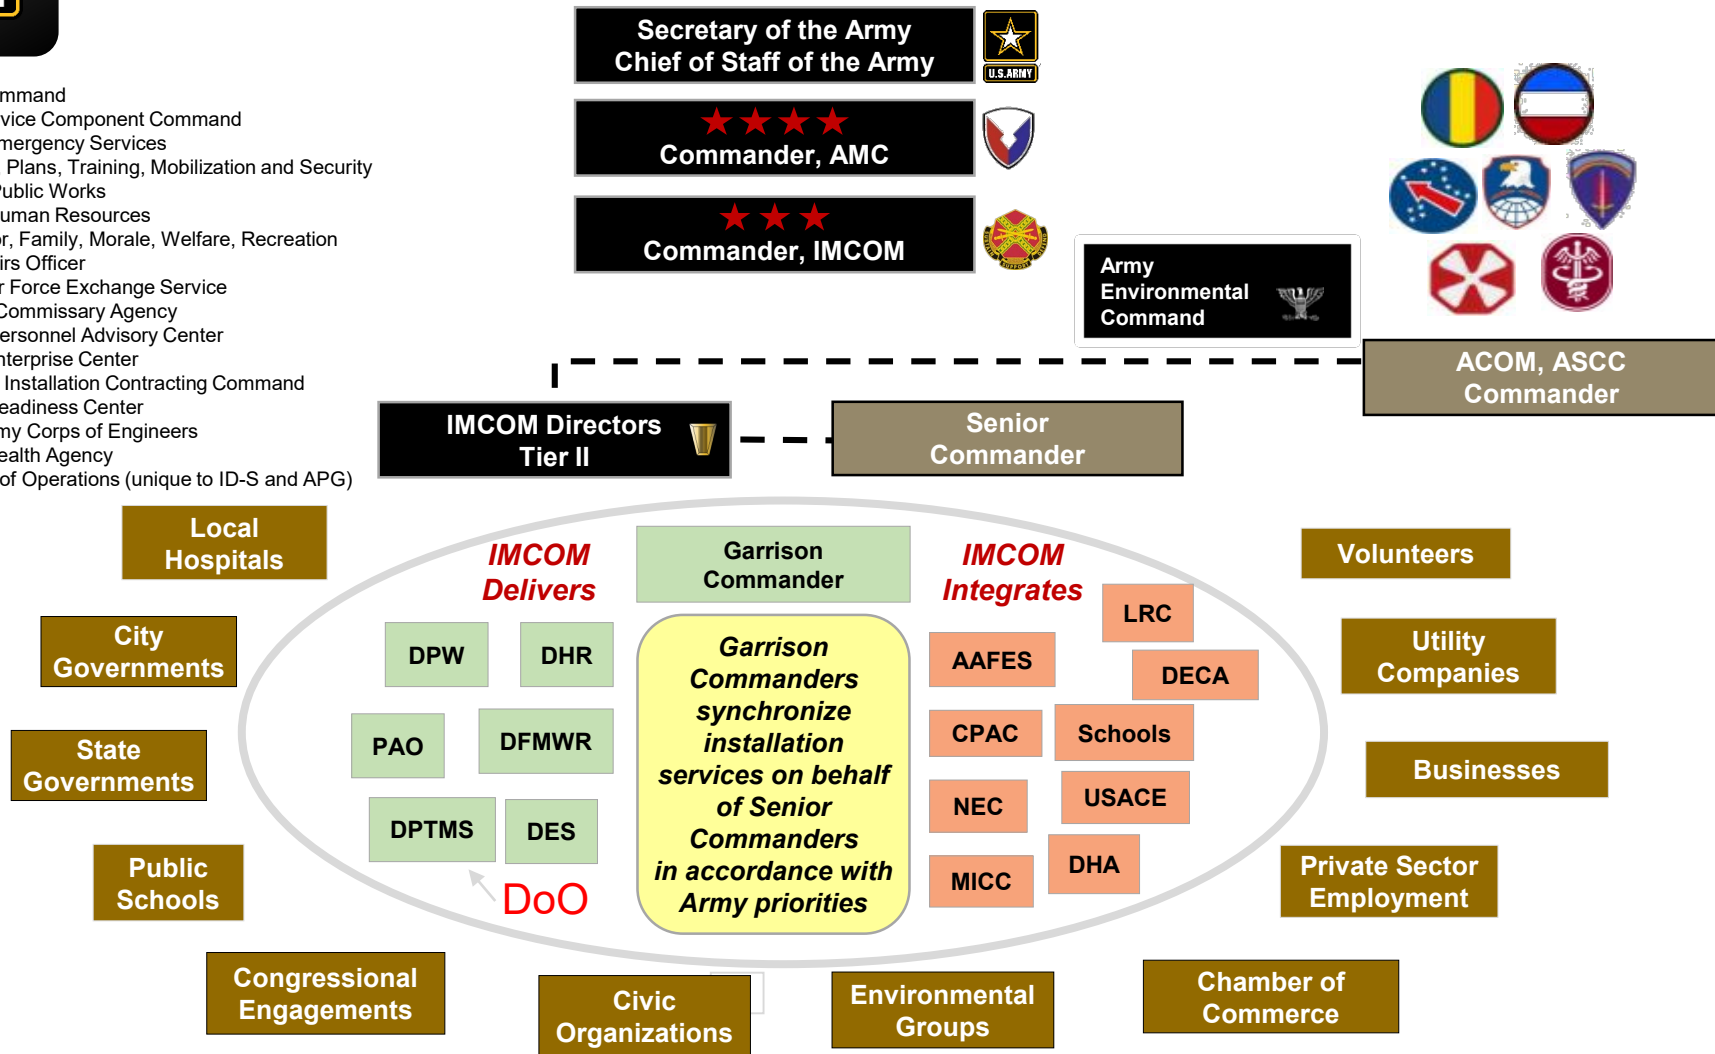 Secretary of the Army
Chief of Staff of the Army
U.S.ARMY
Commander, AMC
Commander, IMCOM
SUPPORT
mmand
vice Component Command
mergency Services
, Plans, Training, Mobilization and Security
Public Works
uman Resources
or, Family, Morale, Welfare, Recreation
irs Officer
r Force Exchange Service
Commissary Agency
ersonnel Advisory Center
nterprise Center
Installation Contracting Command
eadiness Center
my Corps of Engineers
ealth Agency
of Operations (unique to ID-S and APG)
Army
Environmental
Command
ACOM, ASCC
Commander
IMCOM Directors
Tier II
Senior
Commander
Local
Hospitals
City
Governments
State
Governments
Public
Schools
Congressional
Engagements
Civic
Organizations
Environmental
Groups
Chamber of
Commerce
Private Sector
Employment
Businesses
Utility
Companies
Volunteers
IMCOM
Delivers
Garrison
Commander
IMCOM
Integrates
DPW
DHR
PAO
DFMWR
DPTMS
DES
DoO
Garrison
Commanders
synchronize
installation
services on behalf
of Senior
Commanders
in accordance with
Army priorities
LRC
AAFES
DECA
CPAC
Schools
NEC
USACE
MICC
DHA